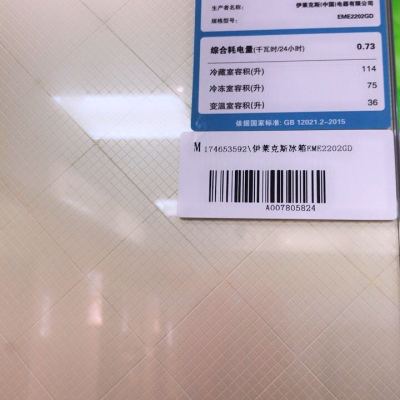 生产者名称: 伊莱克斯(中国)电器有限公司
规格型号: EME2202GD
综合耗电量(千瓦时/24小时) 0.73
冷藏室容积(升) 114
冷冻室容积(升) 75
变温室容积(升) 36
依据国家标准: GB 12021.2-2015
M 174653592\伊莱克斯冰箱EME2202GD
A007805824